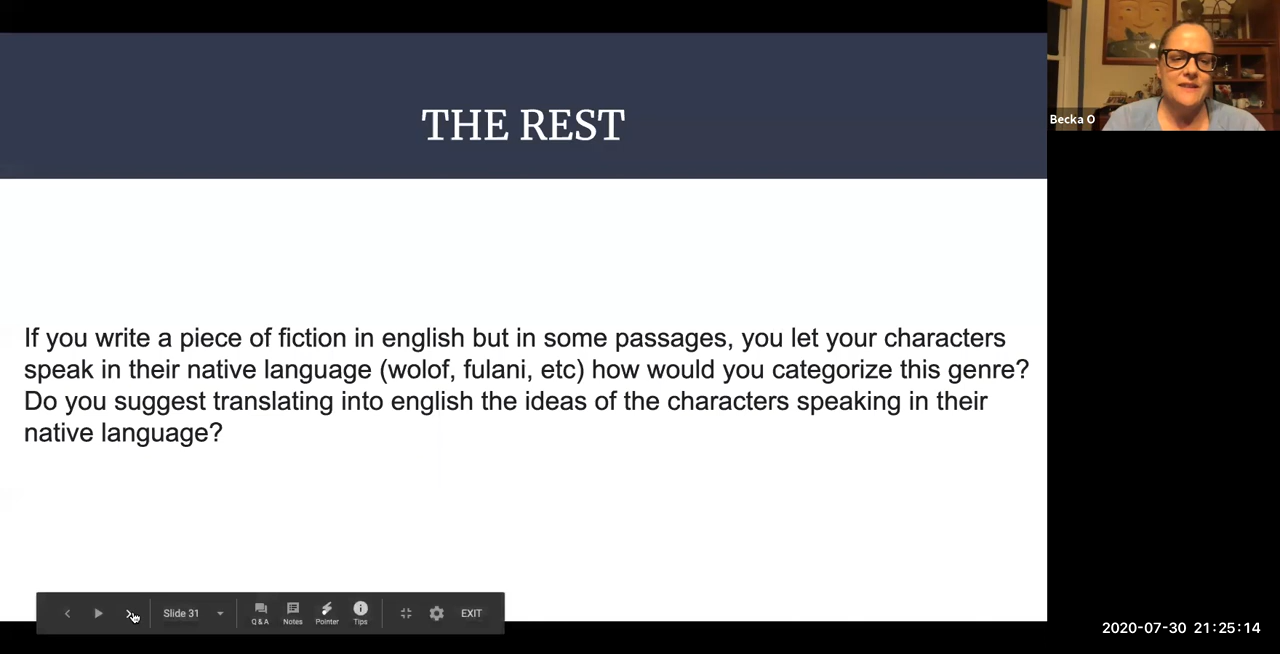 THE REST
Becka O
If you write a piece of fiction in english but in some passages, you let your characters
speak in their native language (wolof, fulani, etc) how would you categorize this genre?
Do you suggest translating into english the ideas of the characters speaking in their
native language?
Slide 31
Q & A
Notes
Pointer
Tips
EXIT
2020-07-30 21:25:14